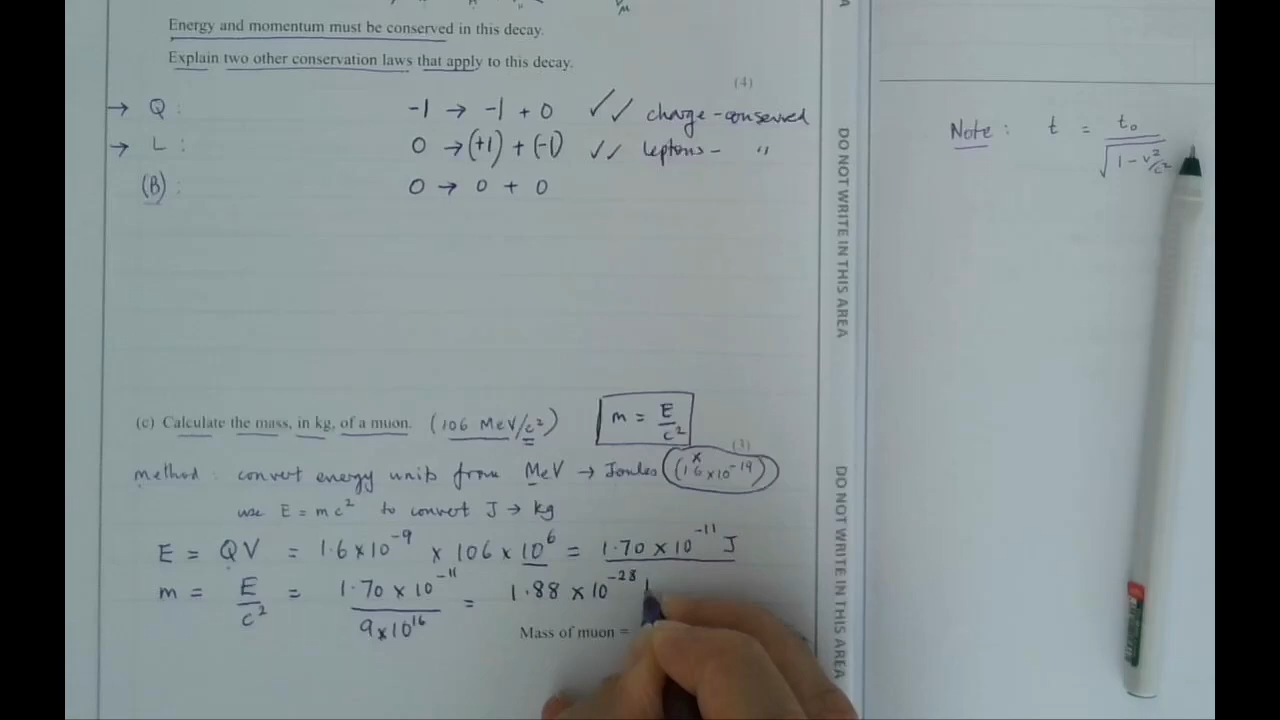 Energy and momentum must be conserved in this decay.
Explain two other conservation laws that apply to this decay.
(4)
→ Q : -1 → -1 + 0 ✓✓ charge - conserved
→ L : 0 → (+1) + (-1) ✓✓ leptons - "
(B) : 0 → 0 + 0
(c) Calculate the mass, in kg, of a muon. (106 MeV/c²) m = E/c²
(3)
method : convert energy units from MeV → Joules (× 1.6 × 10⁻¹⁹)
use E = mc² to convert J → kg
E = QV = 1.6 × 10⁻⁹ × 106 × 10⁶ = 1.70 × 10⁻¹¹ J
m = E/c² = 1.70 × 10⁻¹¹ / 9 × 10¹⁶ = 1.88 × 10⁻²⁸
Mass of muon =
DO NOT WRITE IN THIS AREA
DO NOT WRITE IN THIS AREA
Note : t = t₀ / √(1 - v²/c²)